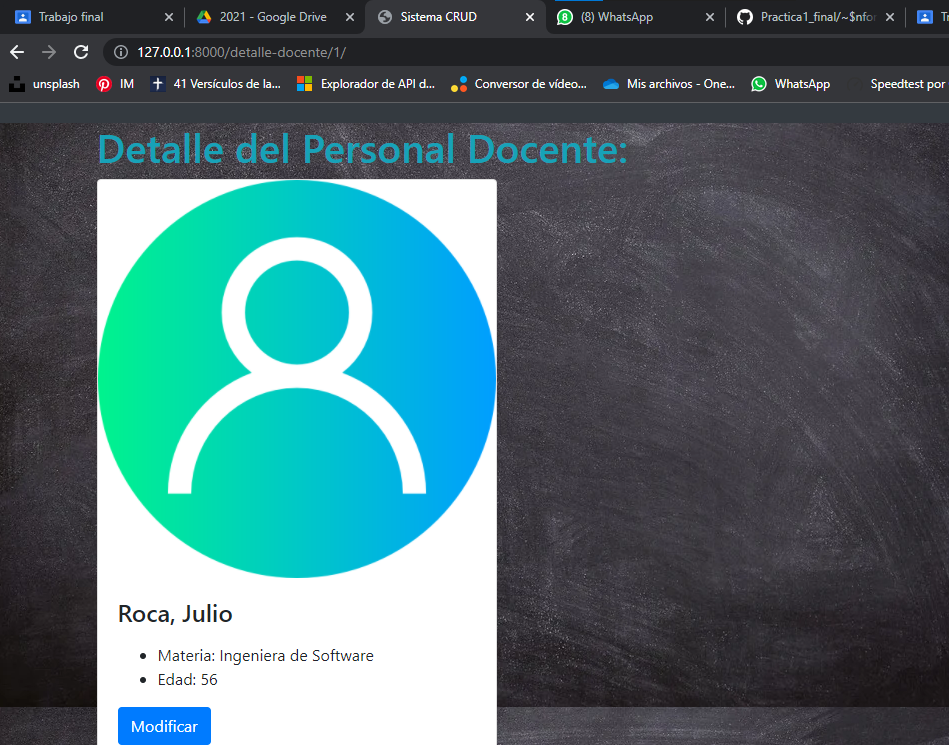 Trabajo final
2021 - Google Drive
Sistema CRUD
8
(8) WhatsApp
Practica1_final/~$nfor
127.0.0.1:8000/detalle-docente/1/
unsplash
IM
41 Versículos de la...
Explorador de API d...
Conversor de vídeo...
Mis archivos - One...
WhatsApp
Speedtest por
Detalle del Personal Docente:
Roca, Julio
Materia: Ingeniera de Software
Edad: 56
Modificar